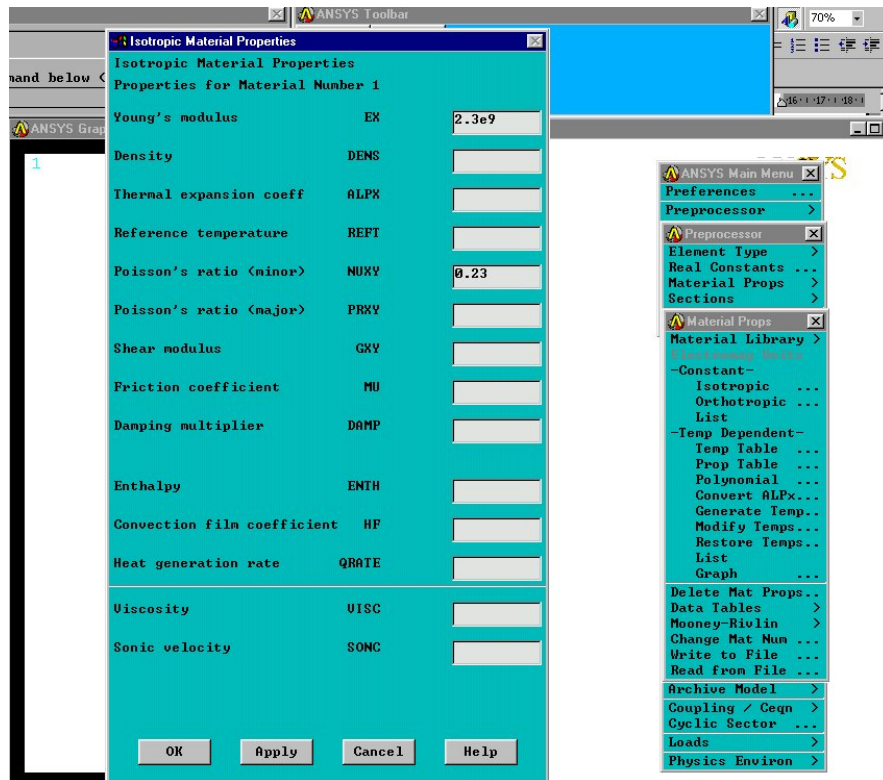 ANSYS Toolbar
70%
mand below (
16 17 18
Isotropic Material Properties
Isotropic Material Properties
Properties for Material Number 1
Young's modulus EX 2.3e9
Density DENS
Thermal expansion coeff ALPX
Reference temperature REFT
Poisson's ratio (minor) NUXY 0.23
Poisson's ratio (major) PRXY
Shear modulus GXY
Friction coefficient MU
Damping multiplier DAMP
Enthalpy ENTH
Convection film coefficient HF
Heat generation rate QRATE
Viscosity VISC
Sonic velocity SONC
OK Apply Cancel Help
ANSYS Grap
1
ANSYS Main Menu
Preferences ...
Preprocessor >
Preprocessor
Element Type >
Real Constants ...
Material Props >
Sections >
Material Props
Material Library >
Electromag Units
-Constant-
Isotropic ...
Orthotropic ...
List
-Temp Dependent-
Temp Table ...
Prop Table ...
Polynomial ...
Convert ALPx...
Generate Temp..
Modify Temps...
Restore Temps..
List
Graph ...
Delete Mat Props..
Data Tables >
Mooney-Rivlin >
Change Mat Num ...
Write to File ...
Read from File ...
Archive Model >
Coupling / Ceqn >
Cyclic Sector ...
Loads >
Physics Environ >